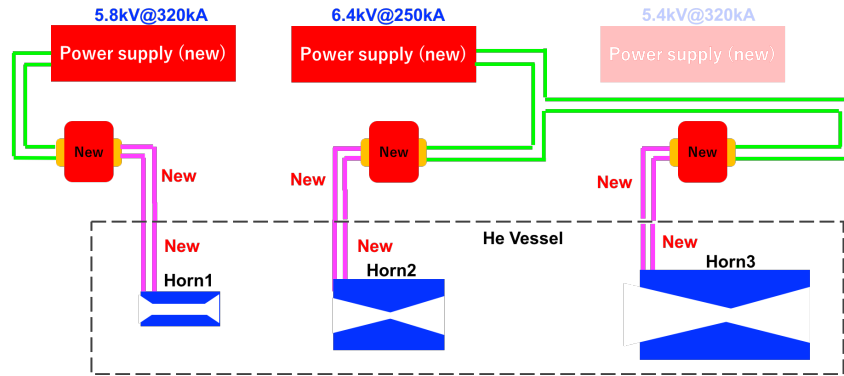 5.8kV@320kA
6.4kV@250kA
5.4kV@320kA
Power supply (new)
Power supply (new)
Power supply (new)
New
New
New
New
New
New
New
New
New
He Vessel
Horn1
Horn2
Horn3